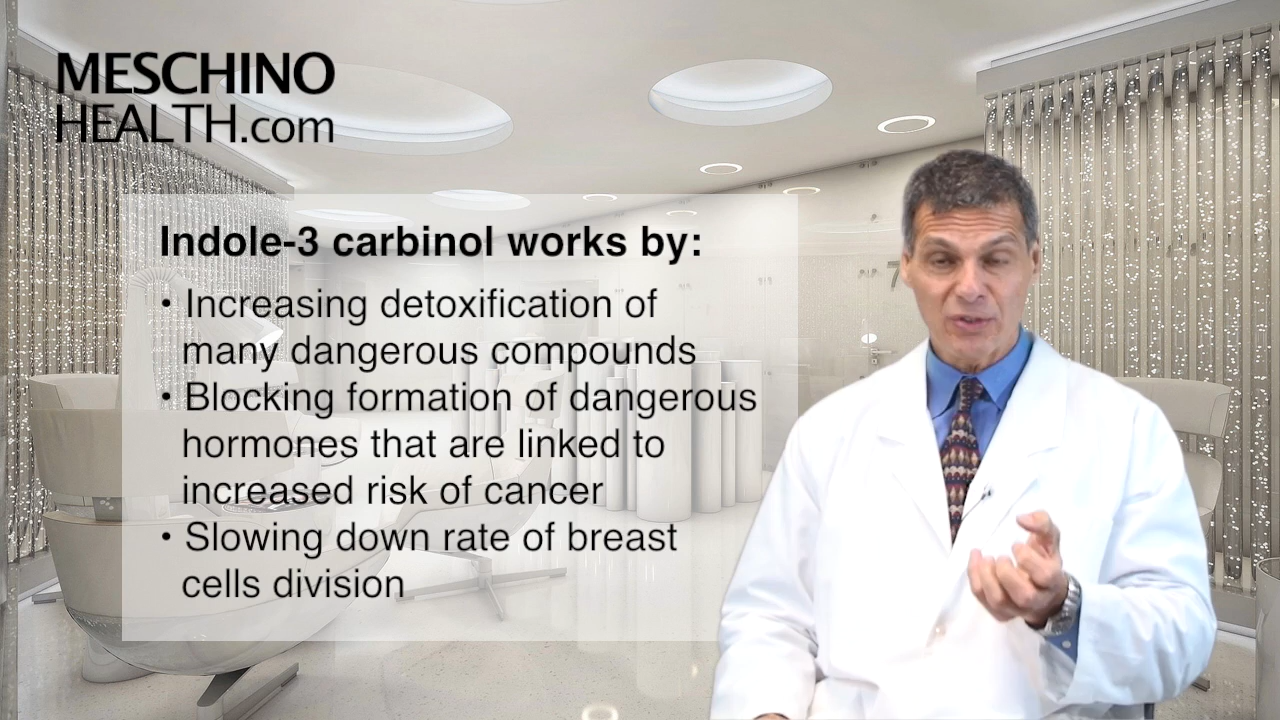 MESCHINO
HEALTH.com
Indole-3 carbinol works by:
• Increasing detoxification of
many dangerous compounds
• Blocking formation of dangerous
hormones that are linked to
increased risk of cancer
• Slowing down rate of breast
cells division